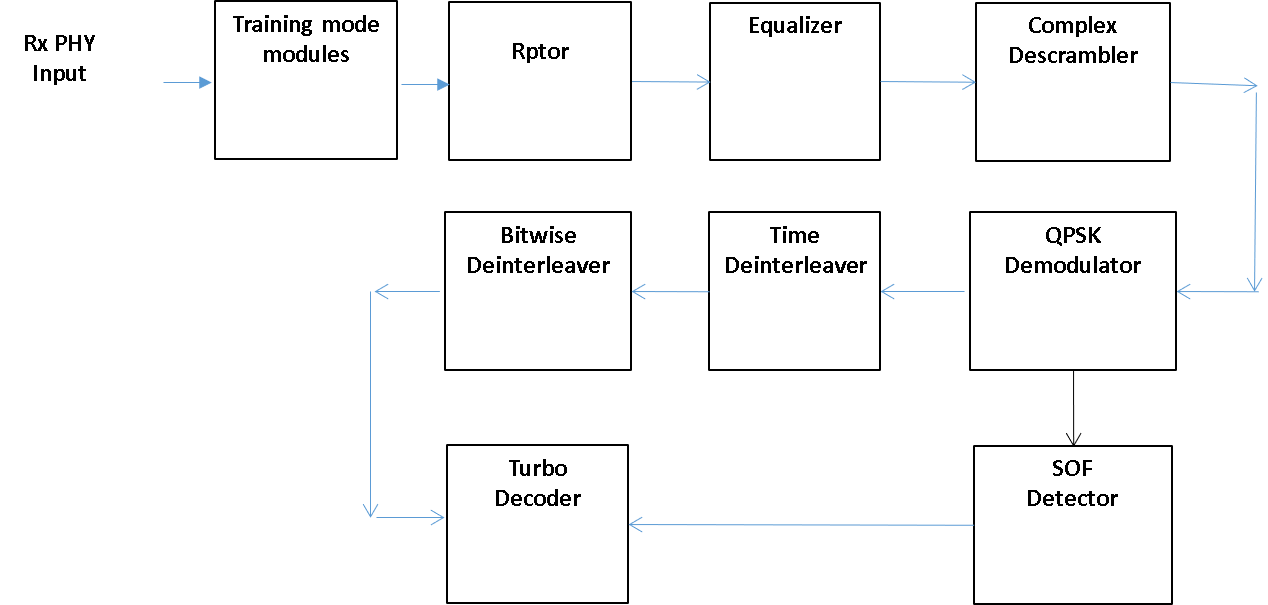 Rx PHY
Input
Training mode
modules
Rptor
Equalizer
Complex
Descrambler
Bitwise
Deinterleaver
Time
Deinterleaver
QPSK
Demodulator
Turbo
Decoder
SOF
Detector